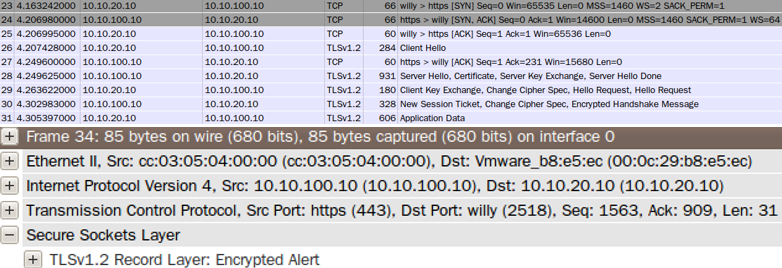 23 4.163242000 10.10.20.10 10.10.100.10 TCP 66 willy > https [SYN] Seq=0 Win=65535 Len=0 MSS=1460 WS=2 SACK_PERM=1
24 4.206980000 10.10.100.10 10.10.20.10 TCP 66 https > willy [SYN, ACK] Seq=0 Ack=1 Win=14600 Len=0 MSS=1460 SACK_PERM=1 WS=64
25 4.206995000 10.10.20.10 10.10.100.10 TCP 60 willy > https [ACK] Seq=1 Ack=1 Win=65536 Len=0
26 4.207428000 10.10.20.10 10.10.100.10 TLSv1.2 284 Client Hello
27 4.249600000 10.10.100.10 10.10.20.10 TCP 60 https > willy [ACK] Seq=1 Ack=231 Win=15680 Len=0
28 4.249625000 10.10.100.10 10.10.20.10 TLSv1.2 931 Server Hello, Certificate, Server Key Exchange, Server Hello Done
29 4.263622000 10.10.20.10 10.10.100.10 TLSv1.2 180 Client Key Exchange, Change Cipher Spec, Hello Request, Hello Request
30 4.302983000 10.10.100.10 10.10.20.10 TLSv1.2 328 New Session Ticket, Change Cipher Spec, Encrypted Handshake Message
31 4.305397000 10.10.20.10 10.10.100.10 TLSv1.2 606 Application Data
Frame 34: 85 bytes on wire (680 bits), 85 bytes captured (680 bits) on interface 0
Ethernet II, Src: cc:03:05:04:00:00 (cc:03:05:04:00:00), Dst: Vmware_b8:e5:ec (00:0c:29:b8:e5:ec)
Internet Protocol Version 4, Src: 10.10.100.10 (10.10.100.10), Dst: 10.10.20.10 (10.10.20.10)
Transmission Control Protocol, Src Port: https (443), Dst Port: willy (2518), Seq: 1563, Ack: 909, Len: 31
Secure Sockets Layer
TLSv1.2 Record Layer: Encrypted Alert